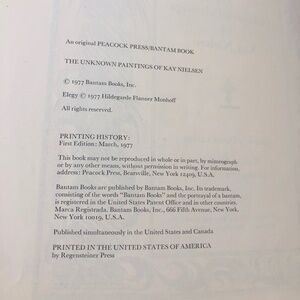 An original PEACOCK PRESS/BANTAM BOOK
THE UNKNOWN PAINTINGS OF KAY NIELSEN
© 1977 Bantam Books, Inc.
Elegy © 1977 Hildegarde Flanner Monhoff
All rights reserved.
PRINTING HISTORY:
First Edition: March, 1977
This book may not be reproduced in whole or in part, by mimeograph
or by any other means, without permission in writing. For information,
address: Peacock Press, Bearsville, New York 12409, U.S.A.
Bantam Books are published by Bantam Books, Inc. Its trademark,
consisting of the words "Bantam Books" and the portrayal of a bantam,
is registered in the United States Patent Office and in other countries.
Marca Registrada. Bantam Books, Inc., 666 Fifth Avenue, New York,
New York 10019, U.S.A.
Published simultaneously in the United States and Canada
PRINTED IN THE UNITED STATES OF AMERICA
by Regensteiner Press